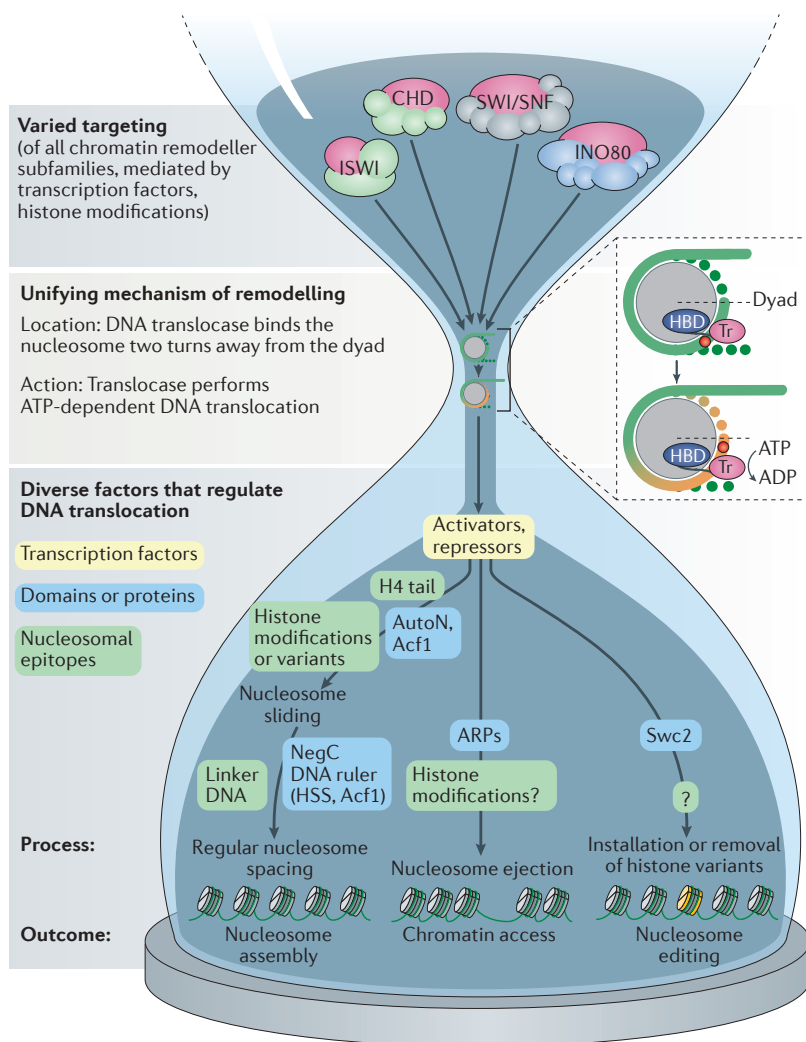 CHD
SWI/SNF
ISWI
INO80
Varied targeting
(of all chromatin remodeller
subfamilies, mediated by
transcription factors,
histone modifications)
Unifying mechanism of remodelling
Location: DNA translocase binds the
nucleosome two turns away from the dyad
Action: Translocase performs
ATP-dependent DNA translocation
Dyad
HBD
Tr
HBD
Tr
ATP
ADP
Diverse factors that regulate
DNA translocation
Transcription factors
Domains or proteins
Nucleosomal
epitopes
Activators,
repressors
H4 tail
Histone
modifications
or variants
AutoN,
Acf1
Nucleosome
sliding
Linker
DNA
NegC
DNA ruler
(HSS, Acf1)
ARPs
Histone
modifications?
Swc2
?
Process:
Regular nucleosome
spacing
Nucleosome ejection
Installation or removal
of histone variants
Outcome:
Nucleosome
assembly
Chromatin access
Nucleosome
editing